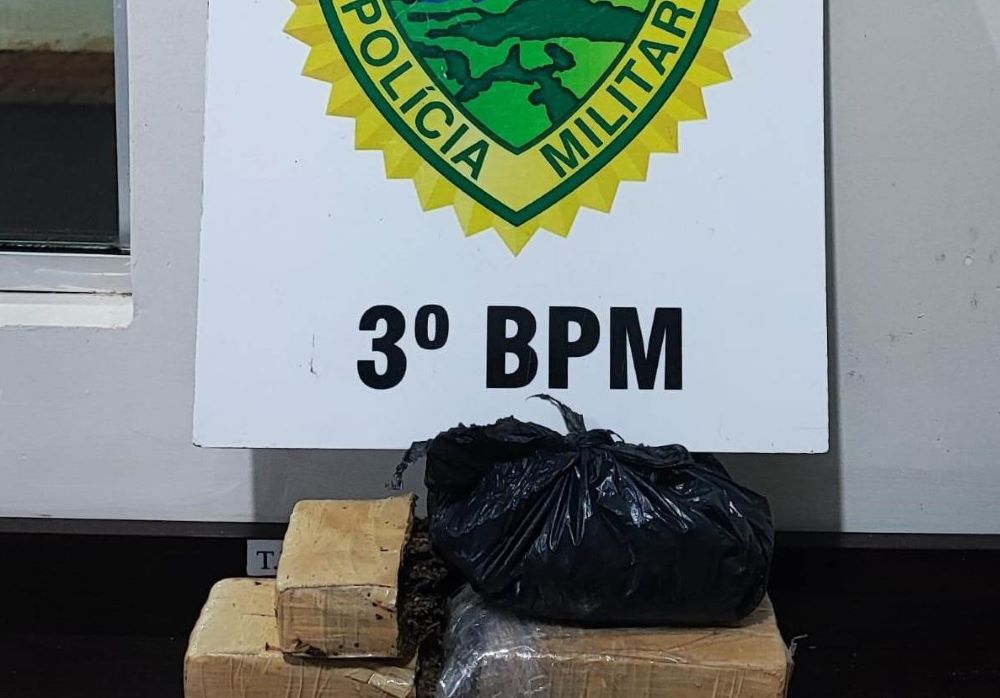 POLÍCIA MILITAR
3º BPM
T.